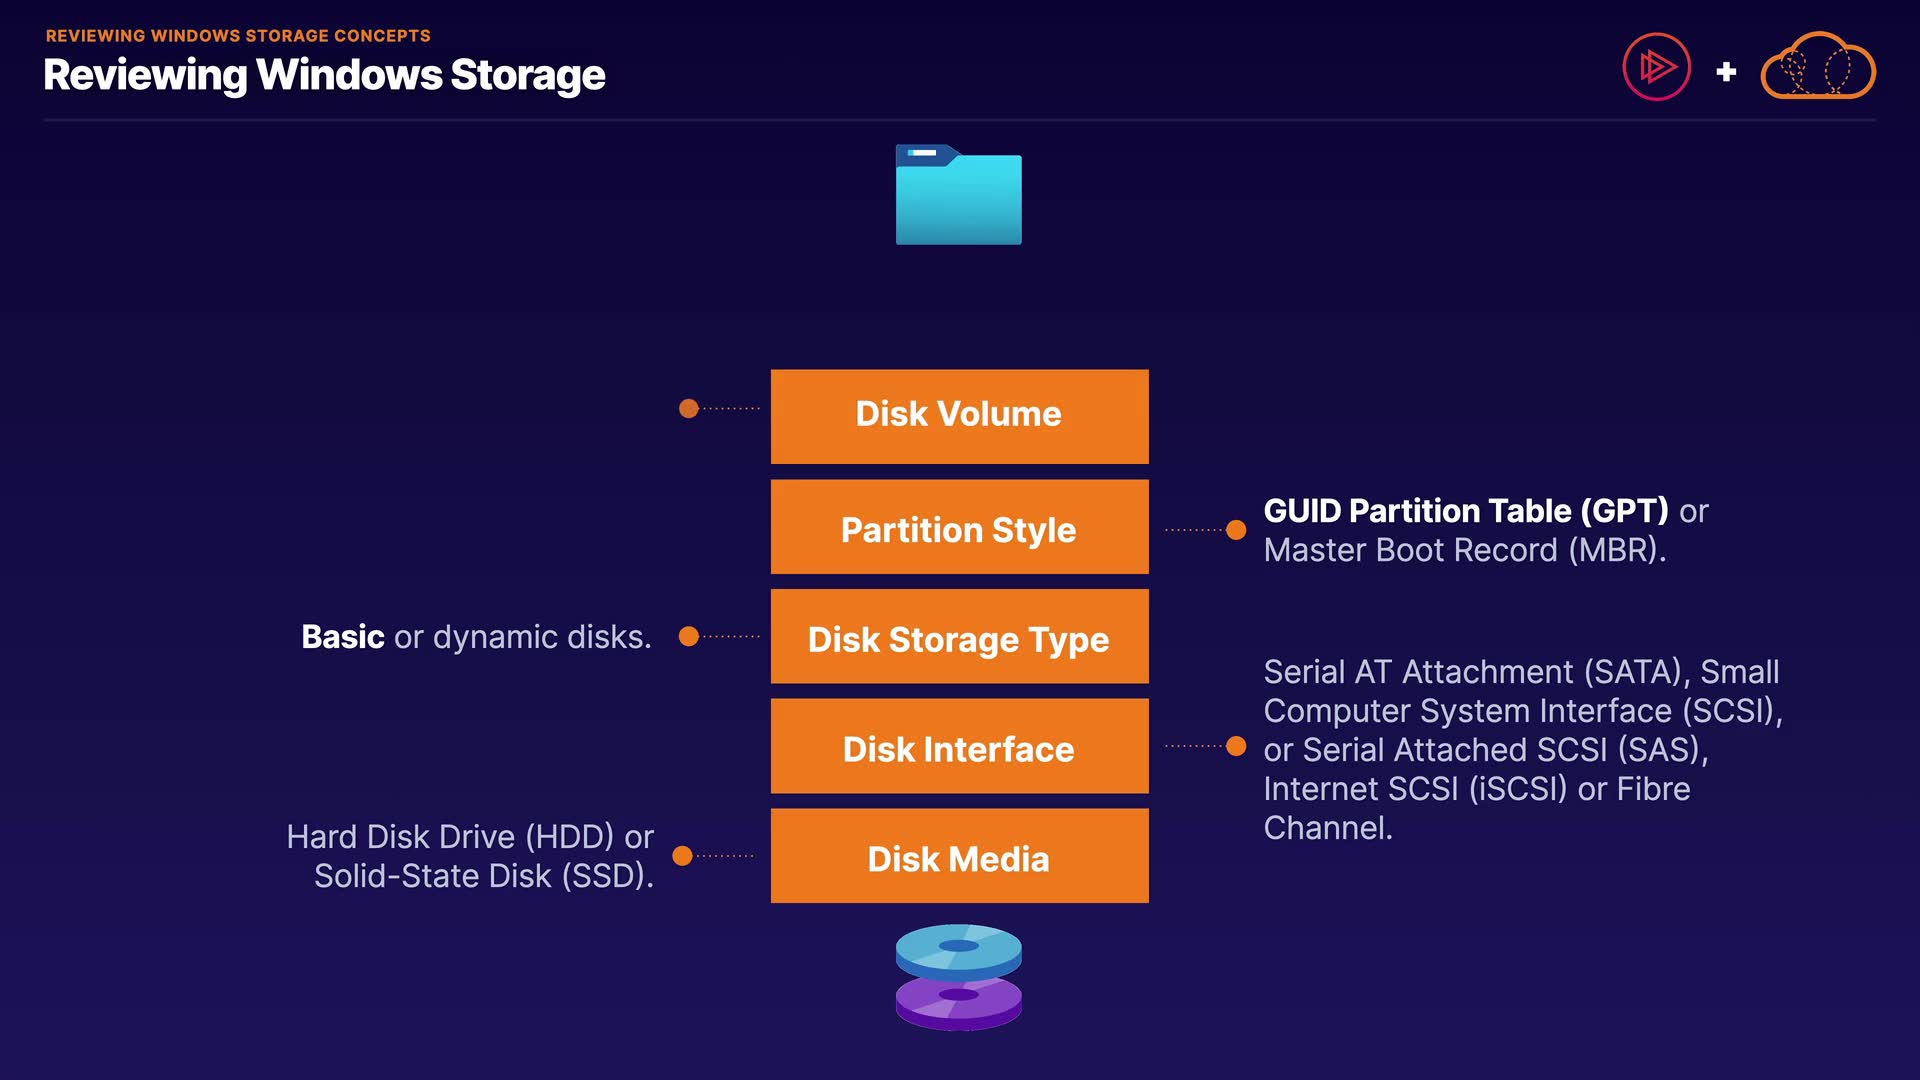 REVIEWING WINDOWS STORAGE CONCEPTS
Reviewing Windows Storage
+
Disk Volume
Partition Style
GUID Partition Table (GPT) or
Master Boot Record (MBR).
Disk Storage Type
Basic or dynamic disks.
Disk Interface
Serial AT Attachment (SATA), Small
Computer System Interface (SCSI),
or Serial Attached SCSI (SAS),
Internet SCSI (iSCSI) or Fibre
Channel.
Disk Media
Hard Disk Drive (HDD) or
Solid-State Disk (SSD).